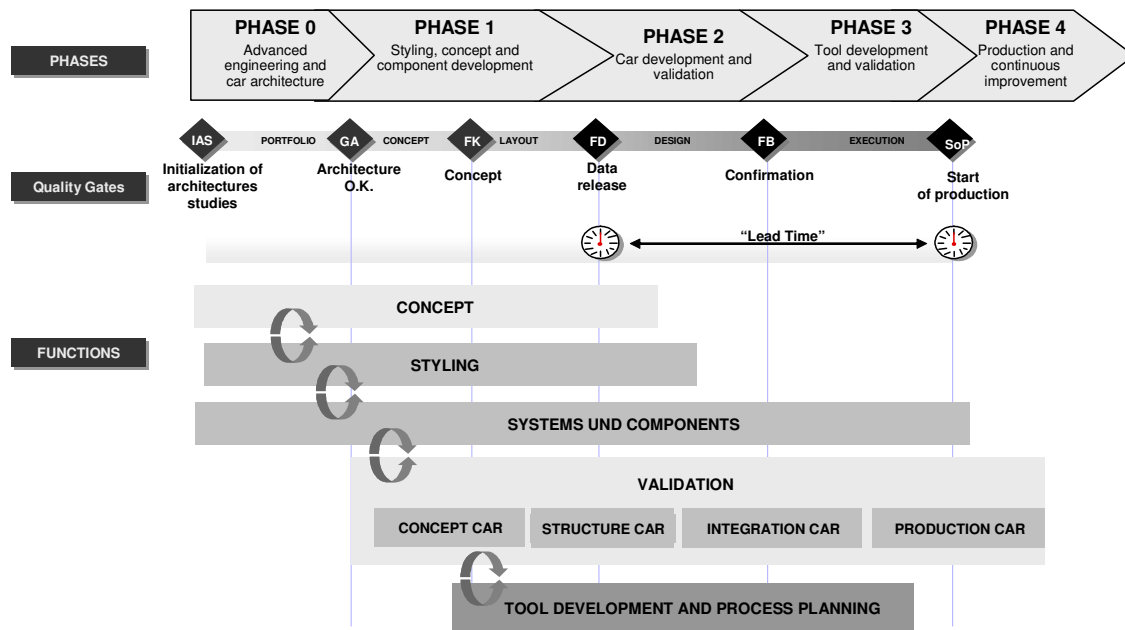 PHASES
PHASE 0
Advanced
engineering and
car architecture
PHASE 1
Styling, concept and
component development
PHASE 2
Car development and
validation
PHASE 3
Tool development
and validation
PHASE 4
Production and
continuous
improvement
IAS
PORTFOLIO
GA
CONCEPT
FK
LAYOUT
FD
DESIGN
FB
EXECUTION
SoP
Quality Gates
Initialization of
architectures
studies
Architecture
O.K.
Concept
Data
release
Confirmation
Start
of production
“Lead Time”
FUNCTIONS
CONCEPT
STYLING
SYSTEMS UND COMPONENTS
VALIDATION
CONCEPT CAR
STRUCTURE CAR
INTEGRATION CAR
PRODUCTION CAR
TOOL DEVELOPMENT AND PROCESS PLANNING